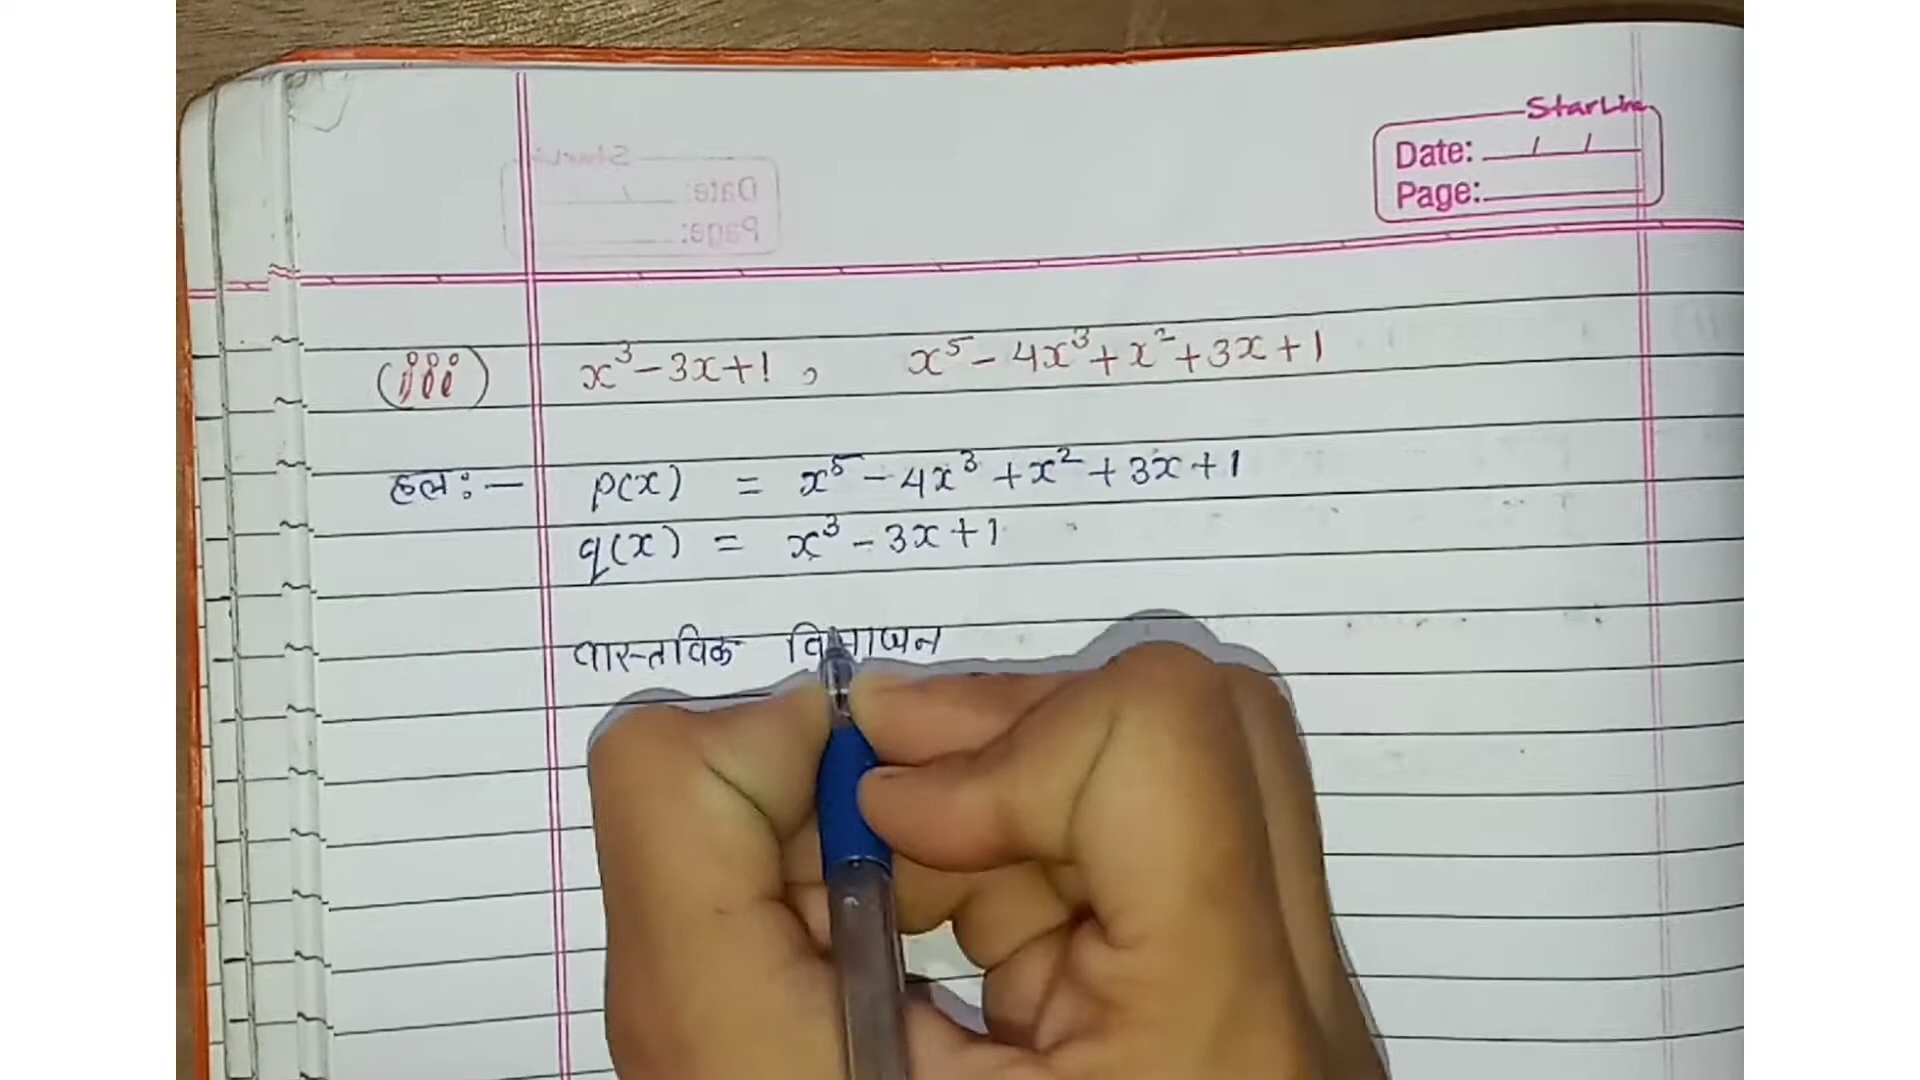 StarLine
Date: / /
Page:
(iii) x³-3x+1, x⁵-4x³+x²+3x+1
हल:- p(x) = x⁵-4x³+x²+3x+1
q(x) = x³-3x+1
वास्तविक विभाजन